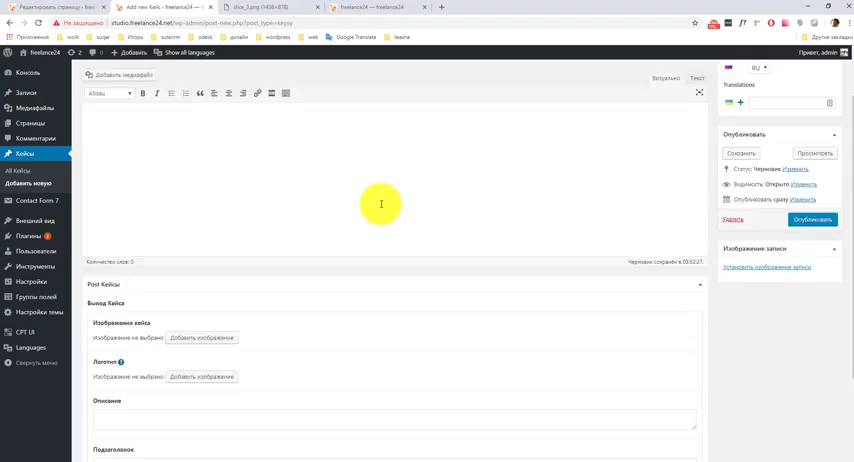 Редактировать страницу ‹ f
Add new Кейс ‹ freelance24 —
slice_3.png (1436×878)
freelance24 — freelance24
Не защищено
studio.freelance24.net/wp-admin/post-new.php?post_type=keysy
Приложения
work
sugar
Игорь
sutecrm
odesk
дизайн
wordpress
web
Google Translate
teasha
Другие закладки
freelance24
2
0
Добавить
Show all languages
Привет, admin
Консоль
Записи
Медиафайлы
Страницы
Комментарии
Кейсы
All Кейсы
Добавить новую
Contact Form 7
Внешний вид
Плагины 2
Пользователи
Инструменты
Настройки
Группы полей
Настройки темы
CPT UI
Languages
Свернуть меню
Добавить медиафайл
Визуально
Текст
Абзац
Количество слов: 0
Черновик сохранён в 03:52:27.
Post Кейсы
Вывод Кейса
Изображения кейса
Изображение не выбрано
Добавить изображение
Логотип
Изображение не выбрано
Добавить изображение
Описание
Подзаголовок
RU
Translations
Опубликовать
Сохранить
Просмотреть
Статус: Черновик Изменить
Видимость: Открыто Изменить
Опубликовать сразу Изменить
Удалить
Опубликовать
Изображение записи
Установить изображение записи